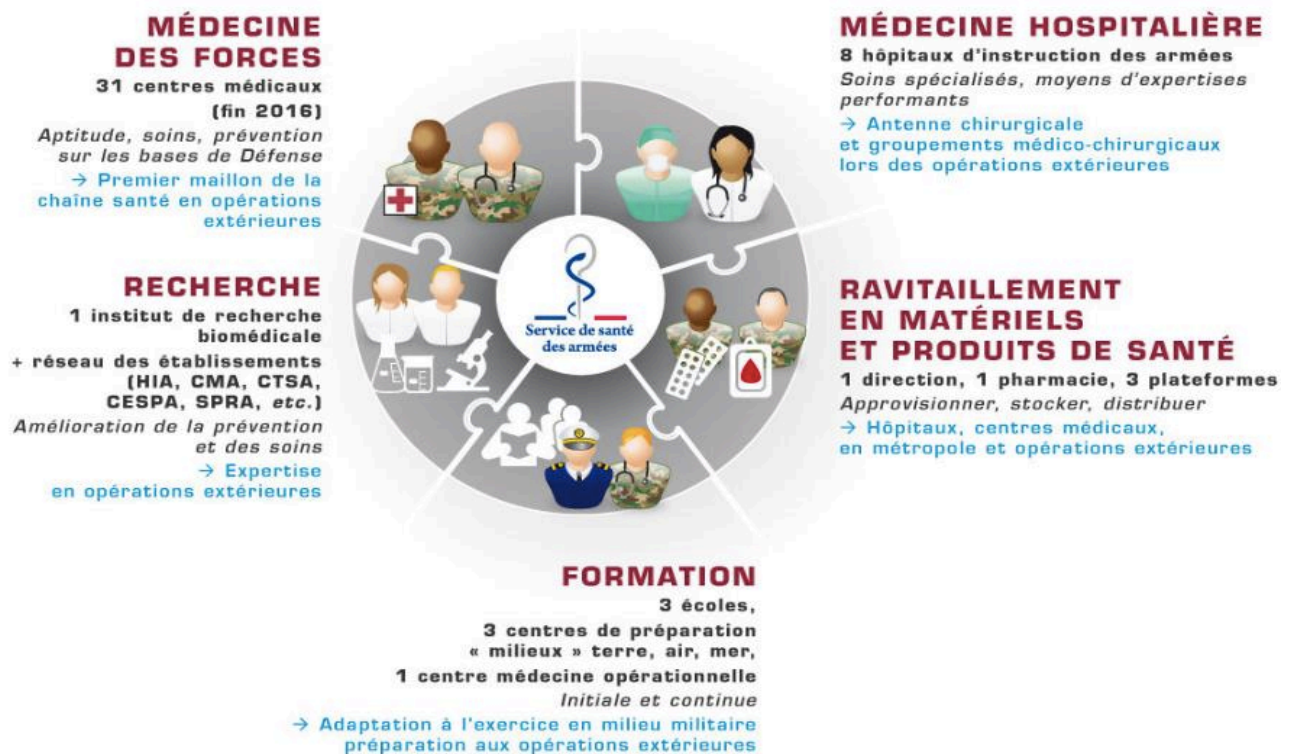 MÉDECINE
DES FORCES
31 centres médicaux
(fin 2016)
Aptitude, soins, prévention
sur les bases de Défense
→ Premier maillon de la
chaîne santé en opérations
extérieures
MÉDECINE HOSPITALIÈRE
8 hôpitaux d'instruction des armées
Soins spécialisés, moyens d'expertises
performants
→ Antenne chirurgicale
et groupements médico-chirurgicaux
lors des opérations extérieures
RECHERCHE
1 institut de recherche
biomédicale
+ réseau des établissements
(HIA, CMA, CTSA,
CESPA, SPRA, etc.)
Amélioration de la prévention
et des soins
→ Expertise
en opérations extérieures
Service de santé
des armées
RAVITAILLEMENT
EN MATÉRIELS
ET PRODUITS DE SANTÉ
1 direction, 1 pharmacie, 3 plateformes
Approvisionner, stocker, distribuer
→ Hôpitaux, centres médicaux,
en métropole et opérations extérieures
FORMATION
3 écoles,
3 centres de préparation
« milieux » terre, air, mer,
1 centre médecine opérationnelle
Initiale et continue
→ Adaptation à l'exercice en milieu militaire
préparation aux opérations extérieures